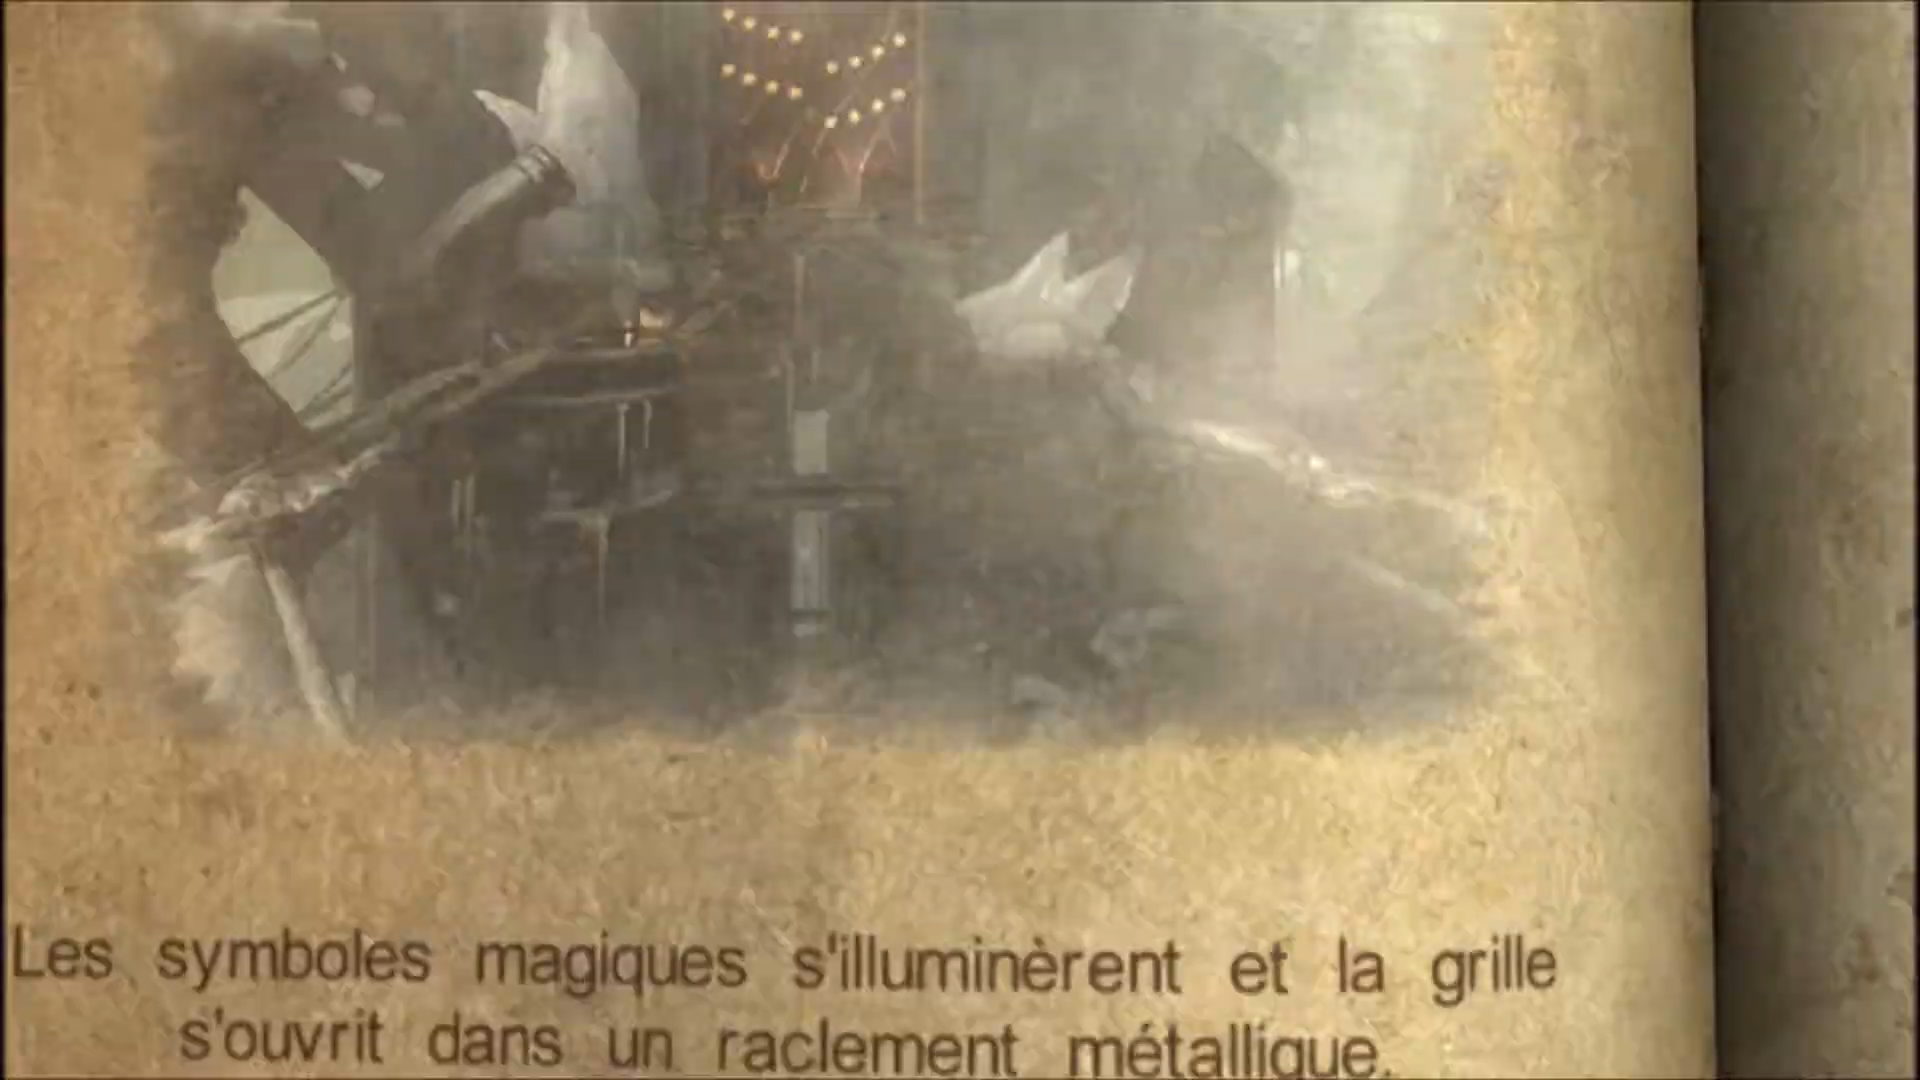 Les symboles magiques s'illuminèrent et la grille
s'ouvrit dans un raclement métallique.